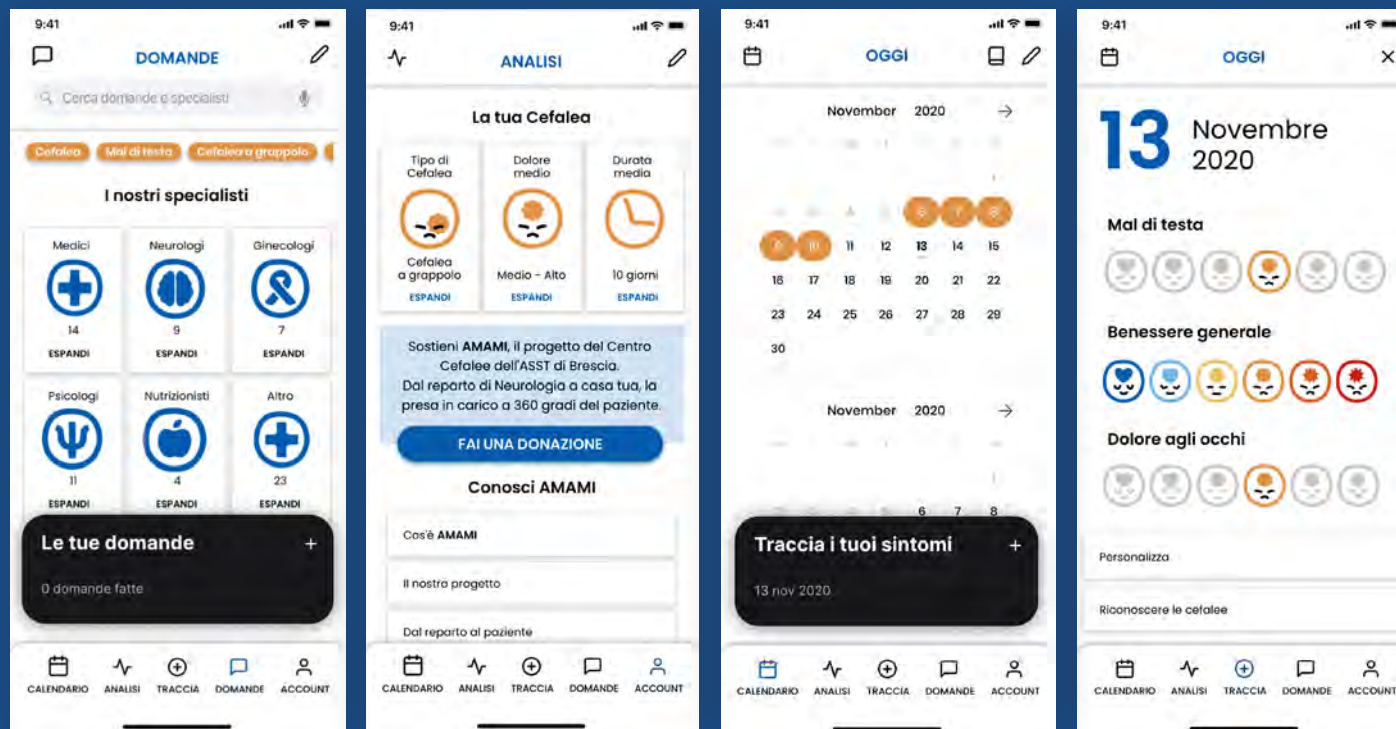 9:41
DOMANDE
Cerca domande e specialisti
Cefalea
Mal di testa
Cefalea a grappolo
I nostri specialisti
Medici
Neurologi
Ginecologi
14
9
7
ESPANDI
ESPANDI
ESPANDI
Psicologi
Nutrizionisti
Altro
11
4
23
ESPANDI
ESPANDI
ESPANDI
Le tue domande
+
0 domande fatte
CALENDARIO
ANALISI
TRACCIA
DOMANDE
ACCOUNT
9:41
ANALISI
La tua Cefalea
Tipo di
Cefalea
Dolore
medio
Durata
media
Cefalea
a grappolo
Medio - Alto
10 giorni
ESPANDI
ESPANDI
ESPANDI
Sostieni AMAMI, il progetto del Centro
Cefalee dell'ASST di Brescia.
Dal reparto di Neurologia a casa tua, la
presa in carico a 360 gradi del paziente.
FAI UNA DONAZIONE
Conosci AMAMI
Cos'è AMAMI
Il nostro progetto
Dal reparto al paziente
CALENDARIO
ANALISI
TRACCIA
DOMANDE
ACCOUNT
9:41
OGGI
November 2020
6 7 8
9 10 11 12 13 14 15
16 17 18 19 20 21 22
23 24 25 26 27 28 29
30
November 2020
6 7 8
Traccia i tuoi sintomi
+
13 nov 2020
CALENDARIO
ANALISI
TRACCIA
DOMANDE
ACCOUNT
9:41
OGGI
13
Novembre
2020
Mal di testa
Benessere generale
Dolore agli occhi
Personalizza
Riconoscere le cefalee
CALENDARIO
ANALISI
TRACCIA
DOMANDE
ACCOUNT